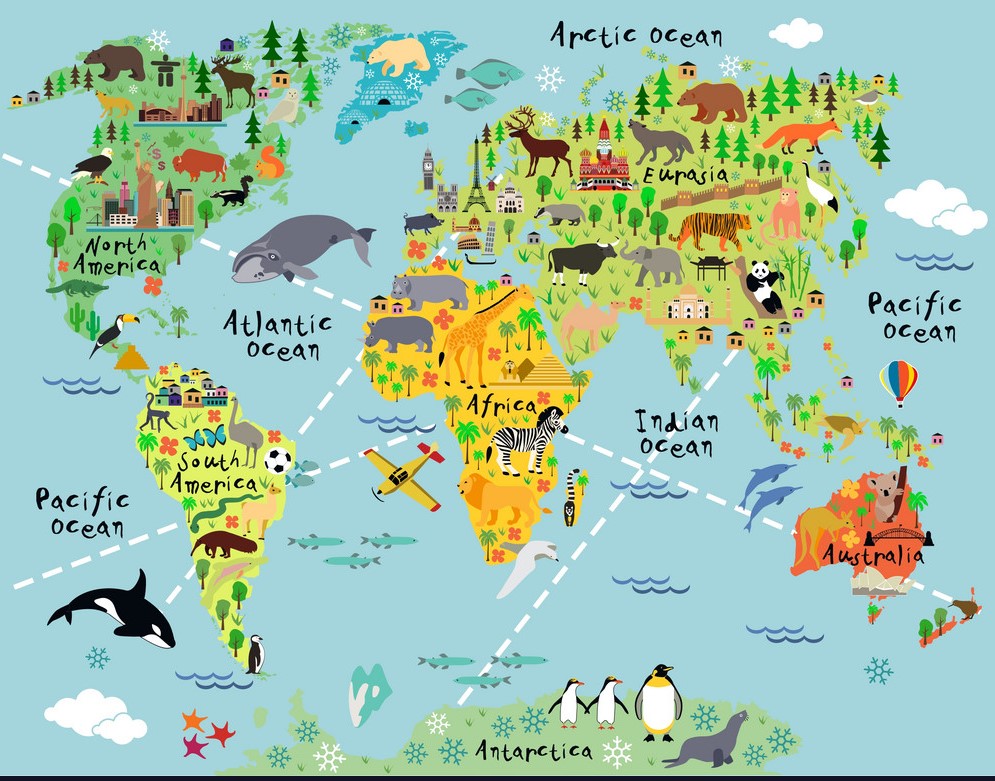 Arctic Ocean
Eurasia
North
America
Atlantic
Ocean
Pacific
Ocean
Africa
Indian
Ocean
South
America
Pacific
Ocean
Australia
Antarctica